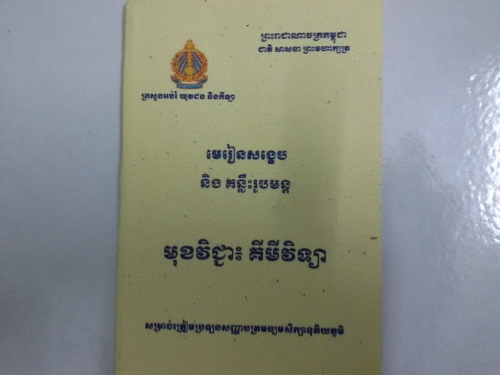 ព្រះរាជាណាចក្រកម្ពុជា
ជាតិ សាសនា ព្រះមហាក្សត្រ
ក្រសួងអប់រំ យុវជន និងកីឡា
មេរៀនសង្ខេប
និង គន្លឹះរូបមន្ត
មុខវិជ្ជា៖ គីមីវិទ្យា
សម្រាប់ត្រៀមប្រឡងសញ្ញាបត្រមធ្យមសិក្សាទុតិយភូមិ